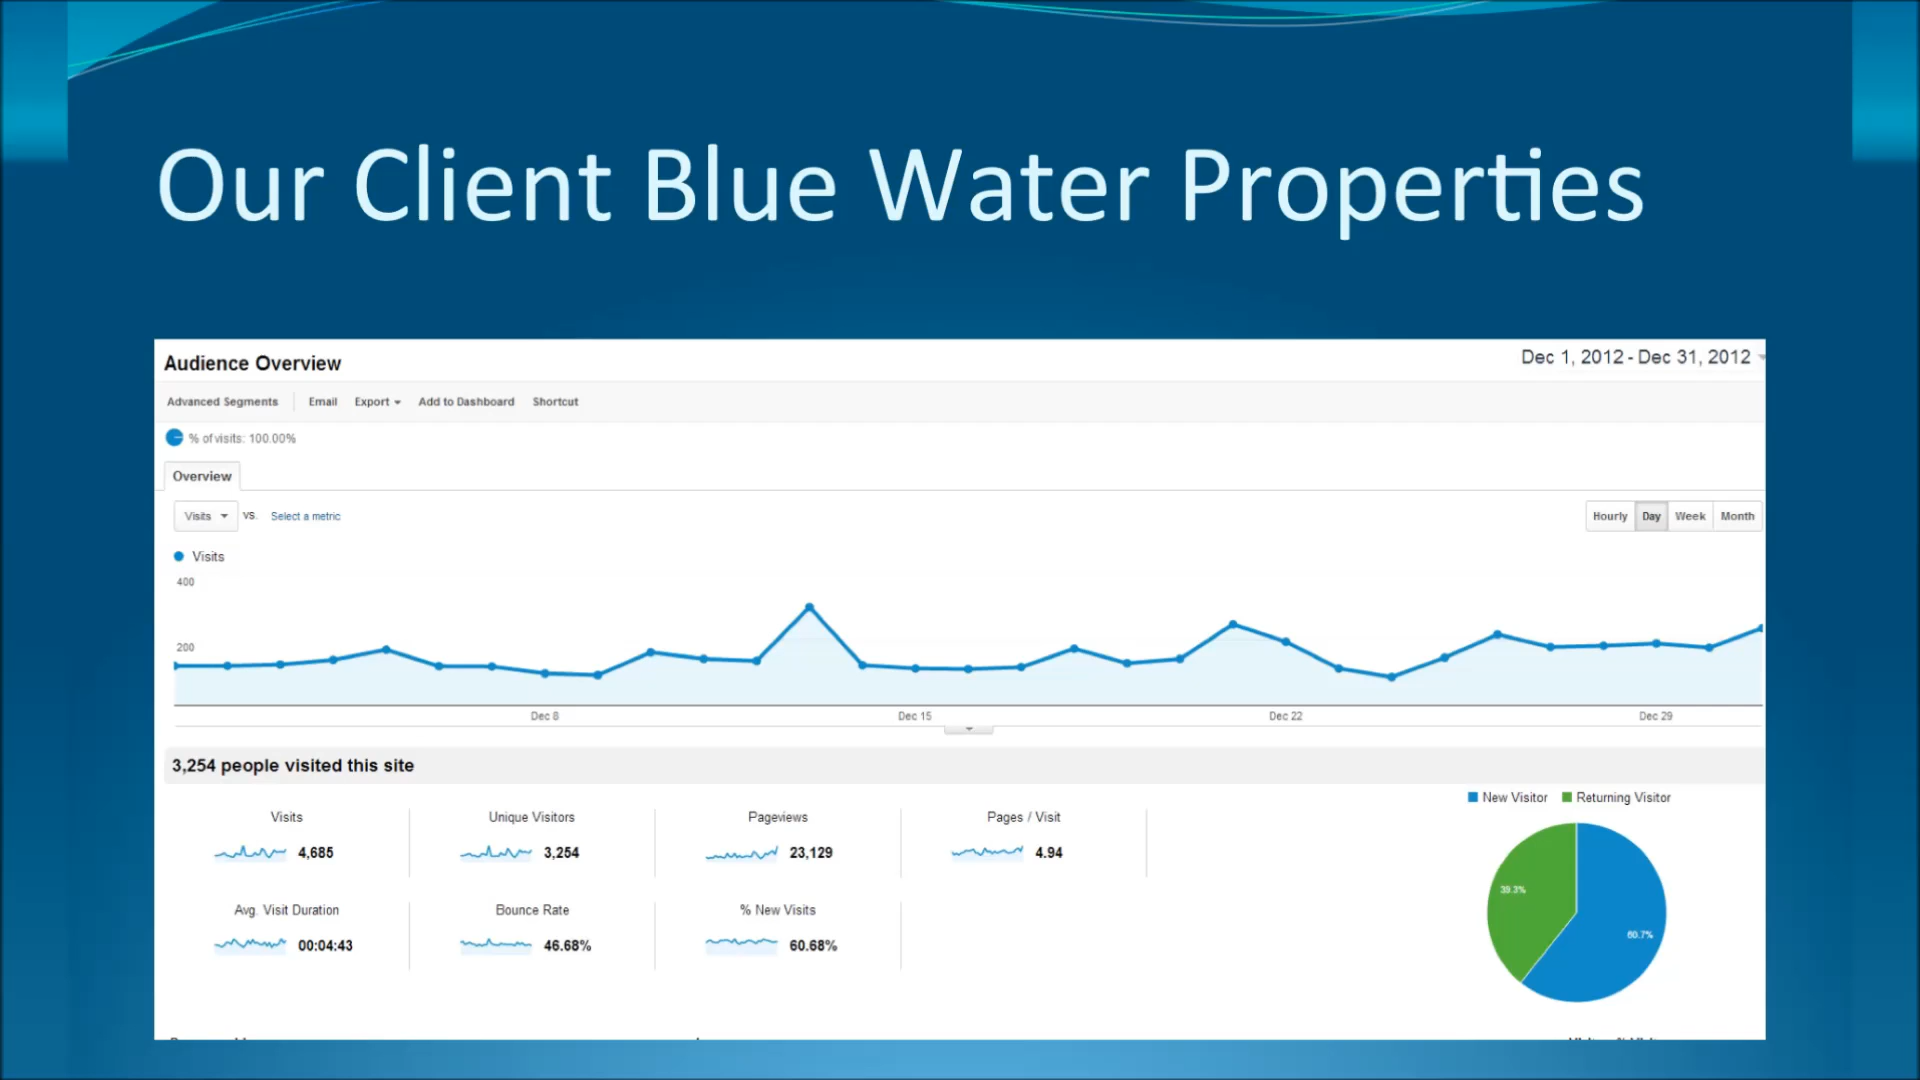 Our Client Blue Water Properties
Audience Overview
Dec 1, 2012 - Dec 31, 2012
Advanced Segments Email Export Add to Dashboard Shortcut
% of visits: 100.00%
Overview
Visits vs. Select a metric
Hourly Day Week Month
Visits
400
200
Dec 8 Dec 15 Dec 22 Dec 29
3,254 people visited this site
New Visitor Returning Visitor
Visits Unique Visitors Pageviews Pages / Visit
4,685 3,254 23,129 4.94
39.3%
Avg. Visit Duration Bounce Rate % New Visits
60.7%
00:04:43 46.68% 60.68%